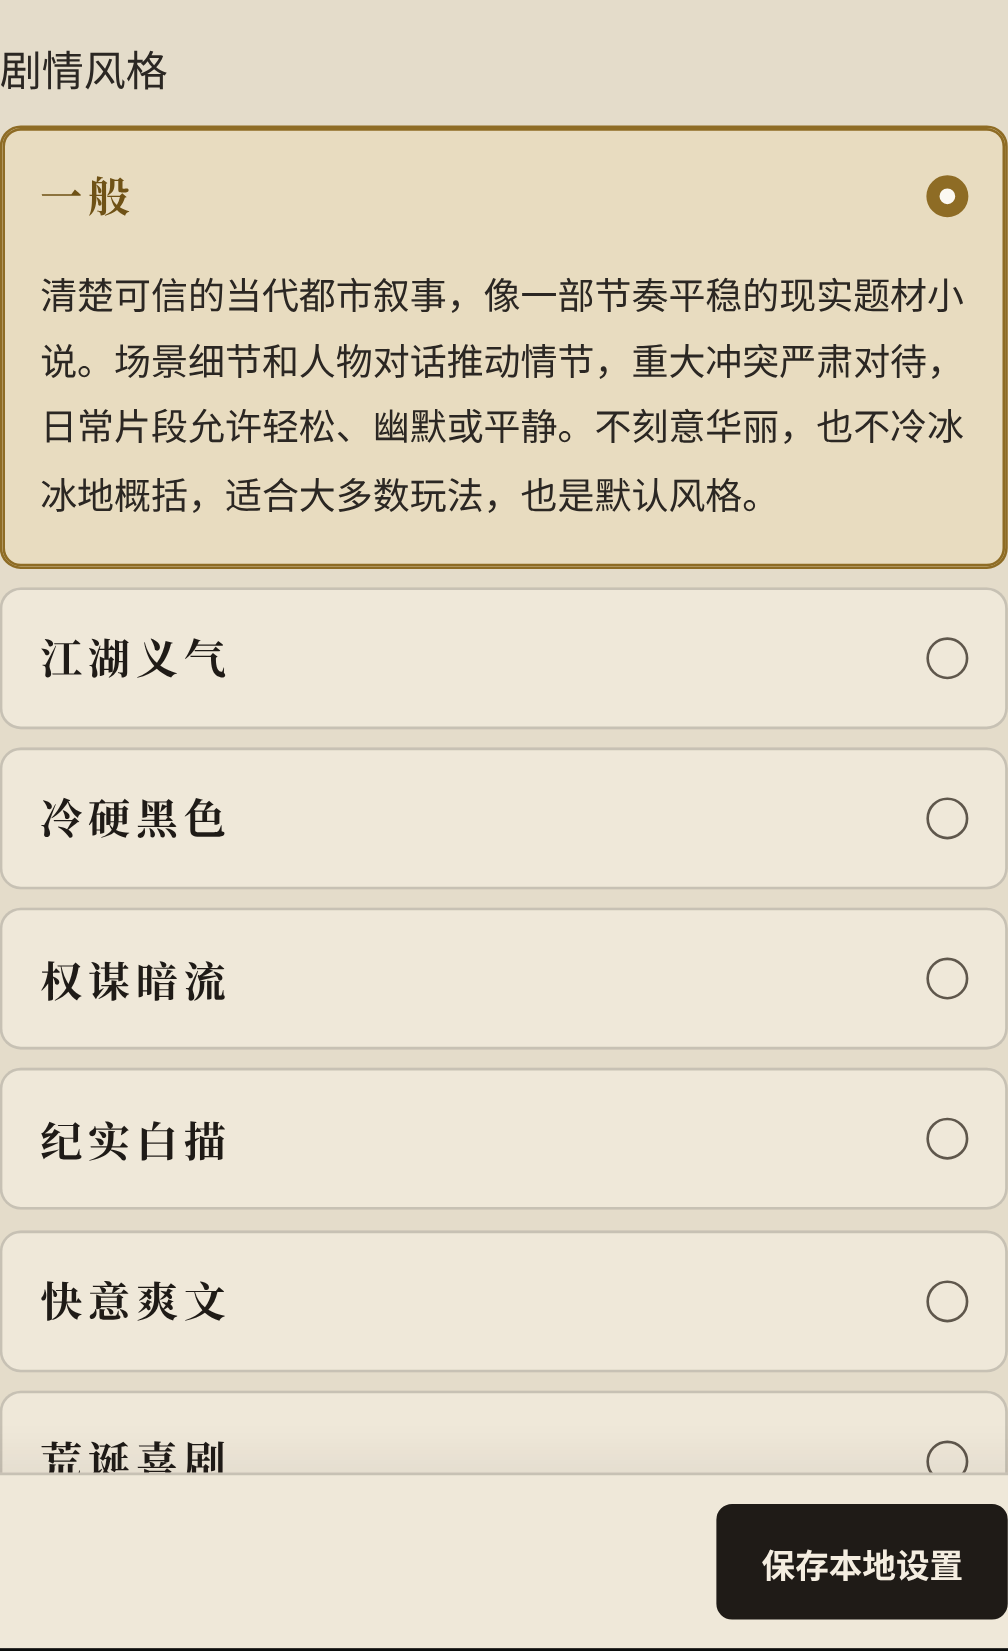 剧情风格
一般
清楚可信的当代都市叙事，像一部节奏平稳的现实题材小
说。场景细节和人物对话推动情节，重大冲突严肃对待，
日常片段允许轻松、幽默或平静。不刻意华丽，也不冷冰
冰地概括，适合大多数玩法，也是默认风格。
江湖义气
冷硬黑色
权谋暗流
纪实白描
快意爽文
荒诞喜剧
保存本地设置